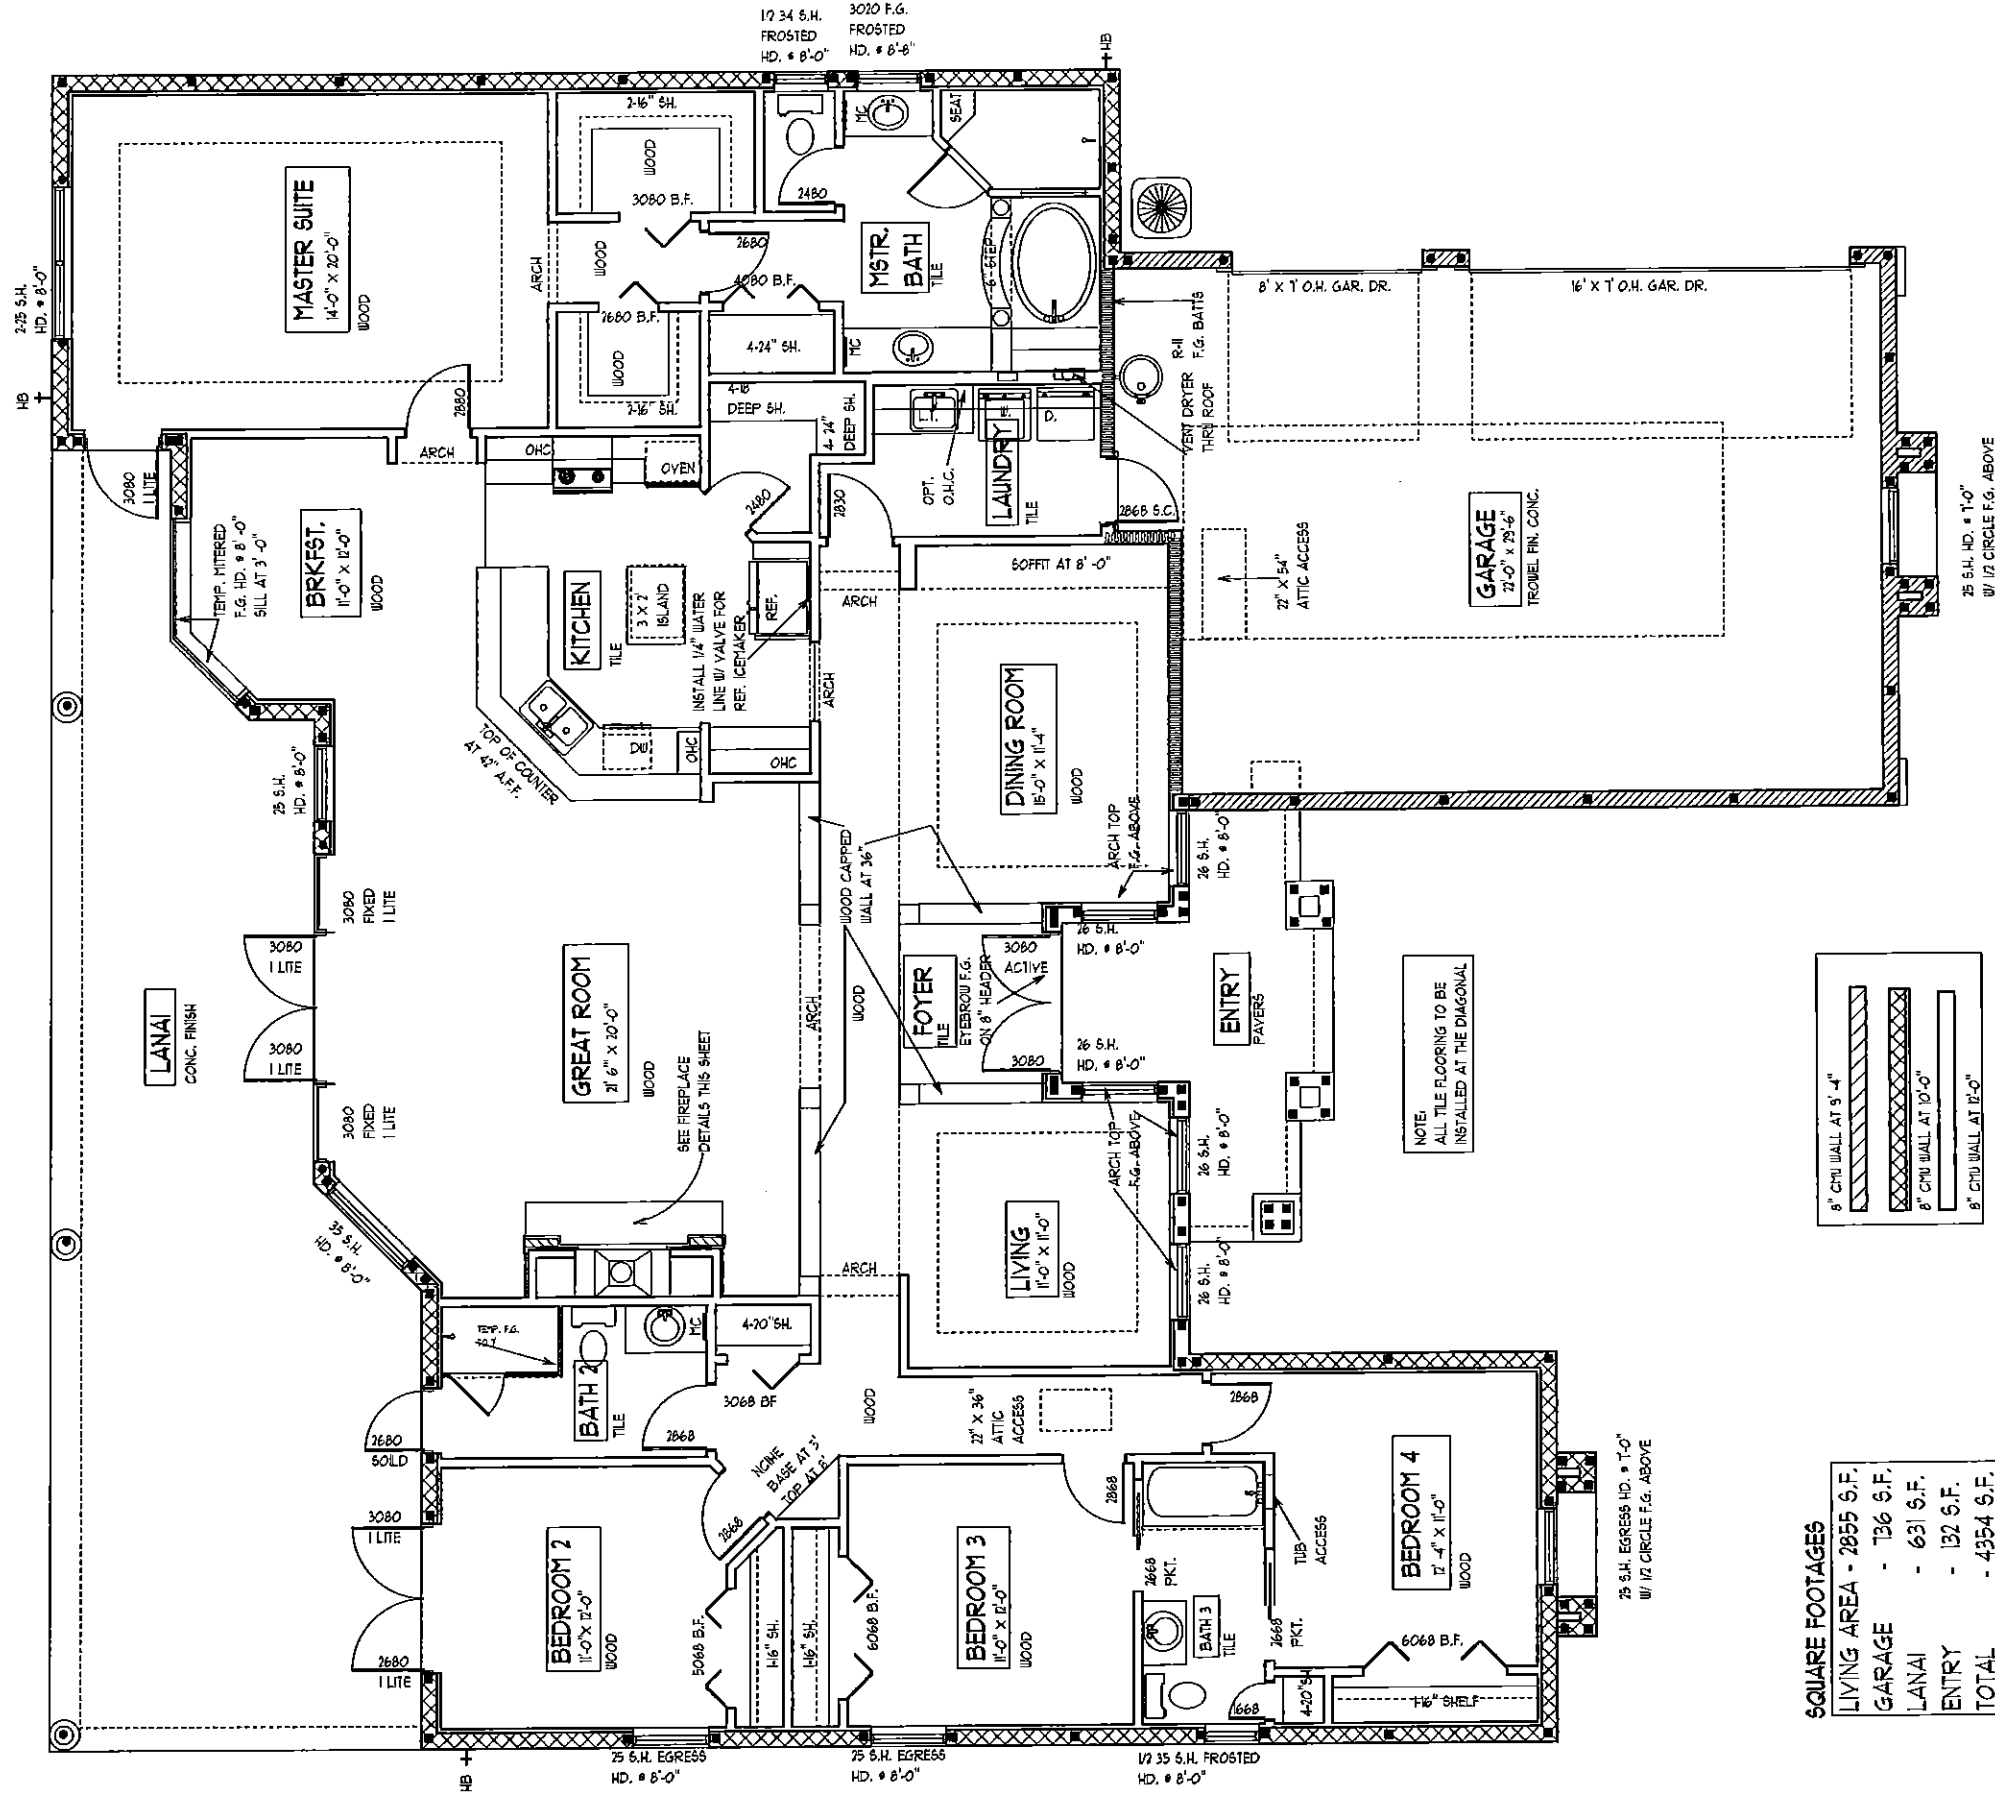 1/2 34 S.H.
FROSTED
HD. @ 8'-0"
3020 F.G.
FROSTED
HD. @ 8'-8"
HB
2-25 S.H.
HD. @ 8'-0"
HB
MASTER SUITE
14'-0" X 20'-0"
WOOD
ARCH
2880
2-16" SH.
WOOD
3080 B.F.
WOOD
2680 B.F.
WOOD
2-16" SH.
2680
4080 B.F.
4-24" SH.
2480
MC
SEAT
MSTR.
BATH
TILE
6" STEP
MC
8' X 7' O.H. GAR. DR.
16' X 7' O.H. GAR. DR.
R-11
F.G. BATTS
VENT DRYER
THRU ROOF
3080
1 LITE
TEMP. MITERED
F.G. HD. @ 8'-0"
SILL AT 3'-0"
BRKFST.
11'-0" X 12'-0"
WOOD
ARCH
OHC
OVEN
4-18
DEEP SH.
4-24"
DEEP SH.
2480
2830
L.T.
D.
OPT.
O.H.C.
LAUNDRY
TILE
2868 S.C.
KITCHEN
TILE
3 X 2'
ISLAND
REF.
INSTALL 1/4" WATER
LINE W/ VALVE FOR
REF. ICEMAKER
TOP OF COUNTER
AT 42" A.F.F.
DW
OHC
OHC
ARCH
ARCH
SOFFIT AT 8'-0"
22" X 54"
ATTIC ACCESS
GARAGE
22'-0" X 29'-6"
TROWEL FIN. CONC.
25 S.H. HD. @ 7'-0"
W/ 1/2 CIRCLE F.G. ABOVE
DINING ROOM
15'-0" X 11'-4"
WOOD
ARCH TOP
F.G. ABOVE
26 S.H.
HD. @ 8'-0"
26 S.H.
HD. @ 8'-0"
25 S.H.
HD. @ 8'-0"
3080
FIXED
1 LITE
3080
1 LITE
3080
1 LITE
3080
FIXED
1 LITE
LANAI
CONC. FINISH
GREAT ROOM
21'6" X 20'-0"
WOOD
WOOD CAPPED
WALL AT 36"
ARCH
WOOD
FOYER
TILE
EYEBROW F.G.
ON 8" HEADER
3080
ACTIVE
3080
ENTRY
PAVERS
26 S.H.
HD. @ 8'-0"
NOTE:
ALL TILE FLOORING TO BE
INSTALLED AT THE DIAGONAL
8" CMU WALL AT 9'-4"
8" CMU WALL AT 10'-0"
8" CMU WALL AT 12'-0"
SEE FIREPLACE
DETAILS THIS SHEET
35 S.H.
HD. @ 8'-0"
ARCH
LIVING
11'-0" X 11'-0"
WOOD
ARCH TOP
F.G. ABOVE
26 S.H.
HD. @ 8'-0"
26 S.H.
HD. @ 8'-0"
TEMP. F.G.
MC
4-20" SH.
BATH 2
TILE
2868
3068 BF
WOOD
22" X 36"
ATTIC
ACCESS
2868
2680
SOLD
3080
1 LITE
2680
1 LITE
NCIHE
BASE AT 3'
TOP AT 8'
2868
2868
BEDROOM 2
11'-0" X 12'-0"
WOOD
5068 B.F.
1-16" SH.
1-16" SH.
6068 B.F.
BEDROOM 3
11'-0" X 12'-0"
WOOD
2668
PKT.
TUB
ACCESS
BATH 3
TILE
2668
PKT.
1668
4-20" SH.
BEDROOM 4
12'-4" X 11'-0"
WOOD
6068 B.F.
1-16" SHELF
25 S.H. EGRESS HD. @ 7'-0"
W/ 1/2 CIRCLE F.G. ABOVE
HB
25 S.H. EGRESS
HD. @ 8'-0"
25 S.H. EGRESS
HD. @ 8'-0"
1/2 35 S.H. FROSTED
HD. @ 8'-0"
SQUARE FOOTAGES
LIVING AREA - 2855 S.F.
GARAGE - 736 S.F.
LANAI - 631 S.F.
ENTRY - 132 S.F.
TOTAL - 4354 S.F.